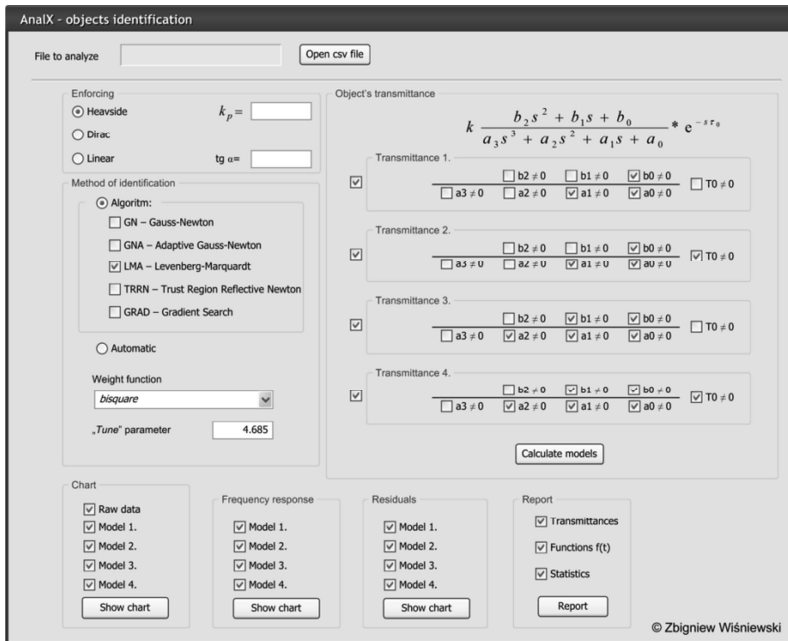 AnalX - objects identification
File to analyze
Open csv file
Enforcing
Heavside
k_p =
Dirac
Linear
tg α=
Method of identification
Algoritm:
GN – Gauss-Newton
GNA – Adaptive Gauss-Newton
LMA – Levenberg-Marquardt
TRRN – Trust Region Reflective Newton
GRAD – Gradient Search
Automatic
Weight function
bisquare
„Tune” parameter
4.685
Object's transmittance
k (b₂s² + b₁s + b₀) / (a₃s³ + a₂s² + a₁s + a₀) * e^(-sτ₀)
Transmittance 1.
b2 ≠ 0 b1 ≠ 0 b0 ≠ 0
a3 ≠ 0 a2 ≠ 0 a1 ≠ 0 a0 ≠ 0
T0 ≠ 0
Transmittance 2.
b2 ≠ 0 b1 ≠ 0 b0 ≠ 0
a3 ≠ 0 a2 ≠ 0 a1 ≠ 0 a0 ≠ 0
T0 ≠ 0
Transmittance 3.
b2 ≠ 0 b1 ≠ 0 b0 ≠ 0
a3 ≠ 0 a2 ≠ 0 a1 ≠ 0 a0 ≠ 0
T0 ≠ 0
Transmittance 4.
b2 ≠ 0 b1 ≠ 0 b0 ≠ 0
a3 ≠ 0 a2 ≠ 0 a1 ≠ 0 a0 ≠ 0
T0 ≠ 0
Calculate models
Chart
Raw data
Model 1.
Model 2.
Model 3.
Model 4.
Show chart
Frequency response
Model 1.
Model 2.
Model 3.
Model 4.
Show chart
Residuals
Model 1.
Model 2.
Model 3.
Model 4.
Show chart
Report
Transmittances
Functions f(t)
Statistics
Report
© Zbigniew Wiśniewski